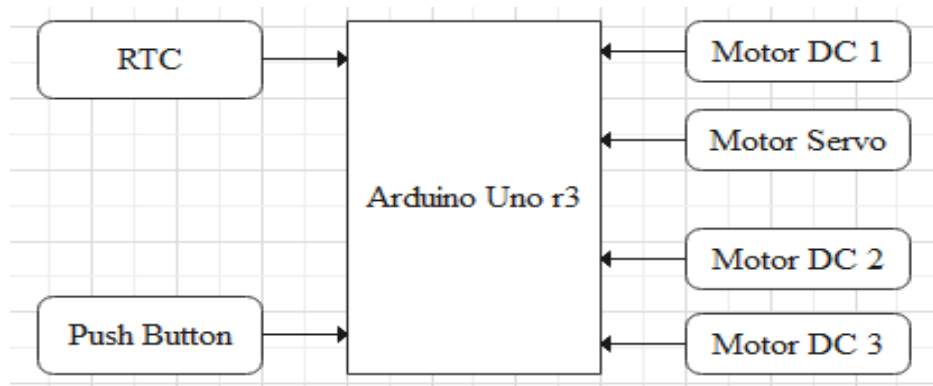 RTC
Push Button
Arduino Uno r3
Motor DC 1
Motor Servo
Motor DC 2
Motor DC 3